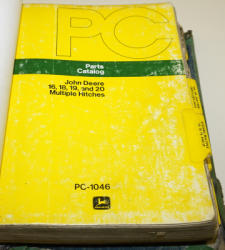 PC
Parts
Catalog
John Deere
16, 18, 19, and 20
Multiple Hitches
PC-1046